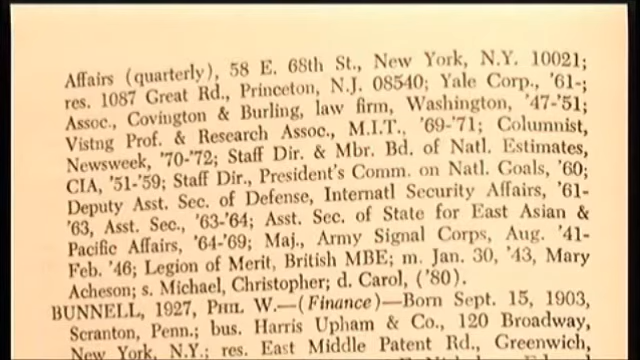 Affairs (quarterly), 58 E. 68th St., New York, N.Y. 10021;
res. 1087 Great Rd., Princeton, N.J. 08540; Yale Corp., '61-;
Assoc., Covington & Burling, law firm, Washington, '47-'51;
Vistng Prof. & Research Assoc., M.I.T., '69-'71; Columnist,
Newsweek, '70-'72; Staff Dir. & Mbr. Bd. of Natl. Estimates,
CIA, '51-'59; Staff Dir., President's Comm. on Natl. Goals, '60;
Deputy Asst. Sec. of Defense, Internatl Security Affairs, '61-
'63, Asst. Sec., '63-'64; Asst. Sec. of State for East Asian &
Pacific Affairs, '64-'69; Maj., Army Signal Corps, Aug. '41-
Feb. '46; Legion of Merit, British MBE; m. Jan. 30, '43, Mary
Acheson; s. Michael, Christopher; d. Carol, ('80).
BUNNELL, 1927, PHIL W.—(Finance)—Born Sept. 15, 1903,
Scranton, Penn.; bus. Harris Upham & Co., 120 Broadway,
New York, N.Y.; res. East Middle Patent Rd., Greenwich,